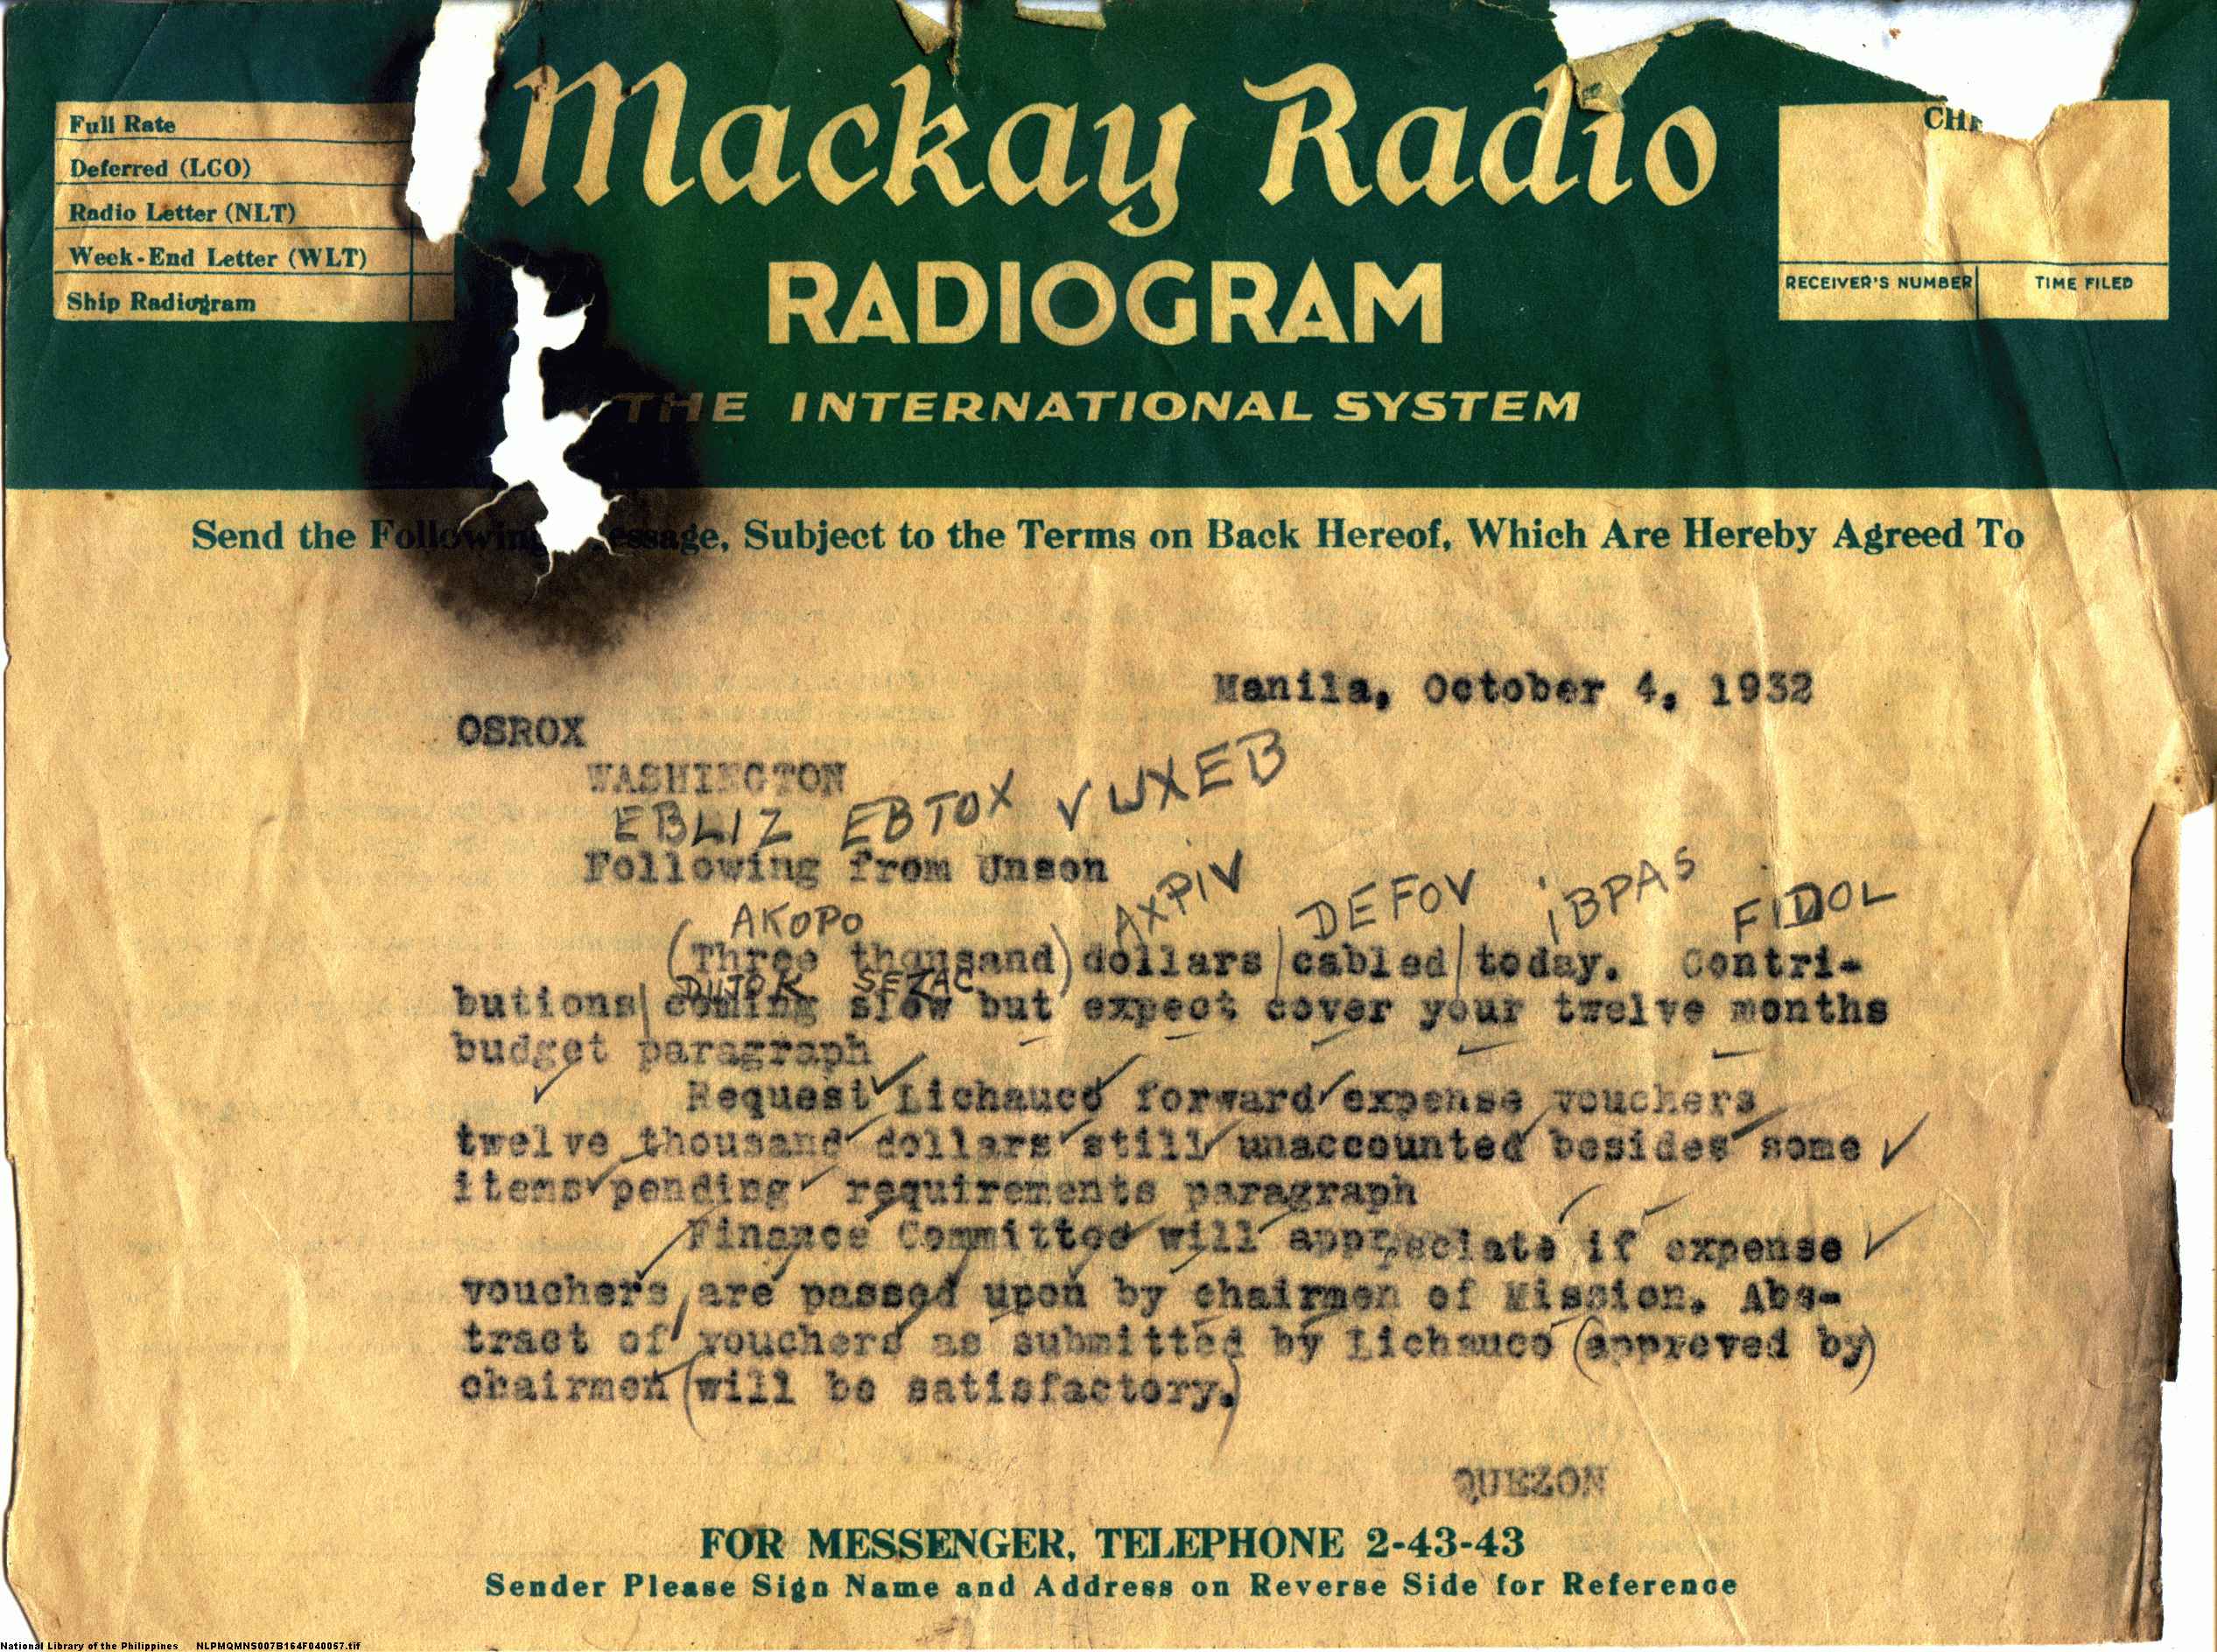 Mackay Radio
RADIOGRAM
THE INTERNATIONAL SYSTEM
Full Rate
Deferred (LCO)
Radio Letter (NLT)
Week-End Letter (WLT)
Ship Radiogram
RECEIVER'S NUMBER TIME FILED
Send the Following Message, Subject to the Terms on Back Hereof, Which Are Hereby Agreed To
Manila, October 4, 1932
OSROX
WASHINGTON
EBLIZ EBTOX VWXEB
Following from Unson
AKOPO AXPIV DEFOV IBPAS FIDOL
(Three thousand) dollars cabled today. Contri-
DUJOK SEZAC
butions coming slow but expect cover your twelve months
budget paragraph
Request Lichauco forward expense vouchers
twelve thousand dollars still unaccounted besides some
items pending requirements paragraph
Finance Committee will appreciate if expense
vouchers are passed upon by chairmen of Mission. Abs-
tract of vouchers as submitted by Lichauco (approved by)
chairmen (will be satisfactory.)
QUEZON
FOR MESSENGER, TELEPHONE 2-43-43
Sender Please Sign Name and Address on Reverse Side for Reference
National Library of the Philippines NLPMQMNS007B164F040057.tif